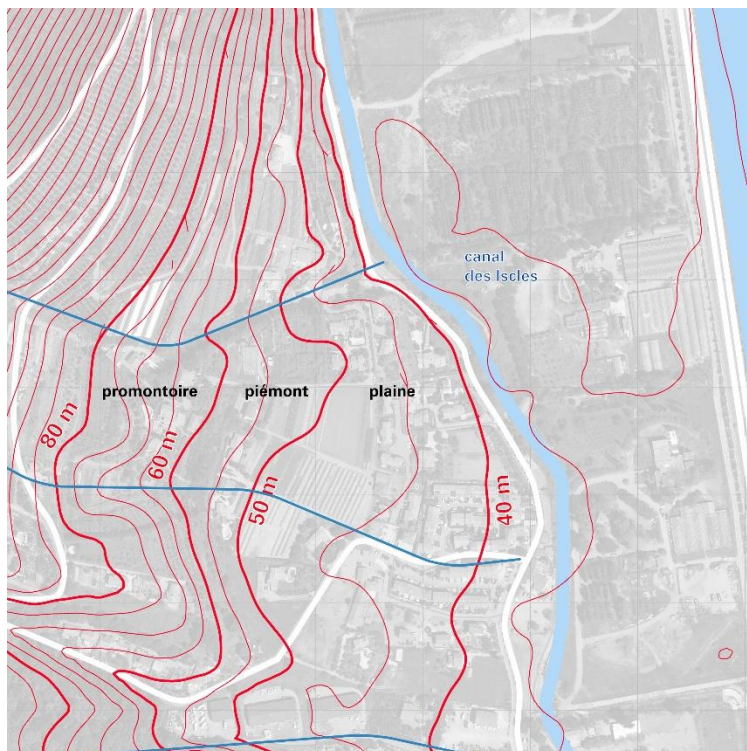 canal
des Iscles
promontoire
piémont
plaine
80 m
60 m
50 m
40 m